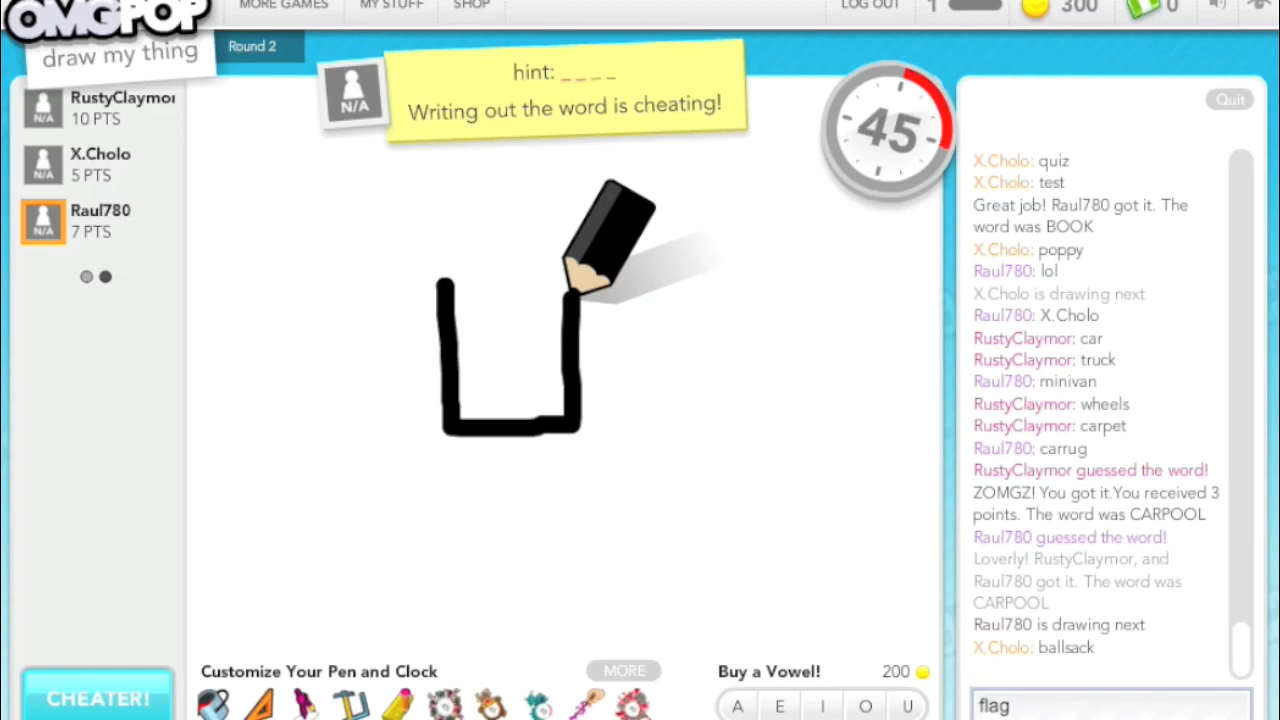 OMGPOP
MORE GAMES
MY STUFF
SHOP
LOG OUT
1
300
0
draw my thing
Round 2
hint: _ _ _ _
Writing out the word is cheating!
45
Quit
N/A
RustyClaymor
10 PTS
N/A
X.Cholo
5 PTS
N/A
Raul780
7 PTS
N/A
X.Cholo: quiz
X.Cholo: test
Great job! Raul780 got it. The
word was BOOK
X.Cholo: poppy
Raul780: lol
X.Cholo is drawing next
Raul780: X.Cholo
RustyClaymor: car
RustyClaymor: truck
Raul780: minivan
RustyClaymor: wheels
RustyClaymor: carpet
Raul780: carrug
RustyClaymor guessed the word!
ZOMGZ! You got it.You received 3
points. The word was CARPOOL
Raul780 guessed the word!
Loverly! RustyClaymor, and
Raul780 got it. The word was
CARPOOL
Raul780 is drawing next
X.Cholo: ballsack
flag
CHEATER!
Customize Your Pen and Clock
MORE
Buy a Vowel!
200
A E I O U